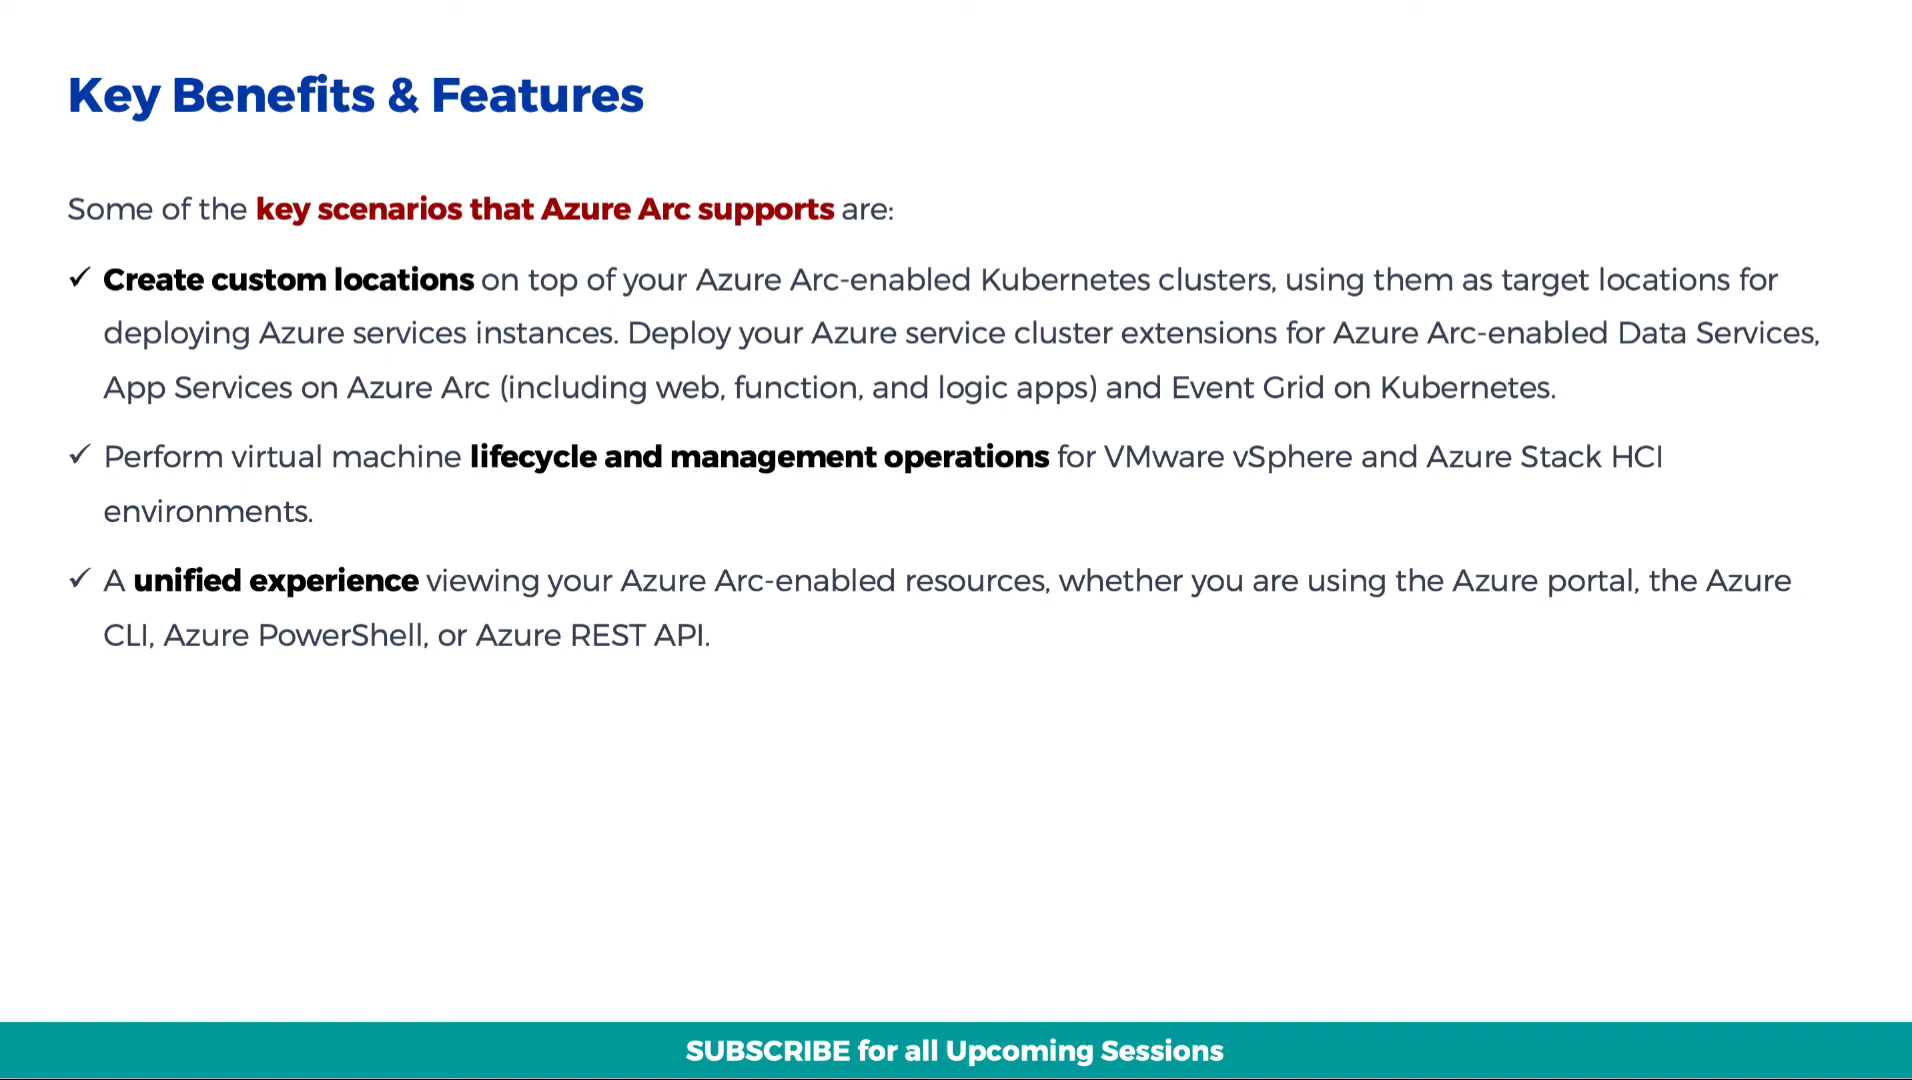 Key Benefits & Features
Some of the key scenarios that Azure Arc supports are:
✓ Create custom locations on top of your Azure Arc-enabled Kubernetes clusters, using them as target locations for
deploying Azure services instances. Deploy your Azure service cluster extensions for Azure Arc-enabled Data Services,
App Services on Azure Arc (including web, function, and logic apps) and Event Grid on Kubernetes.
✓ Perform virtual machine lifecycle and management operations for VMware vSphere and Azure Stack HCI
environments.
✓ A unified experience viewing your Azure Arc-enabled resources, whether you are using the Azure portal, the Azure
CLI, Azure PowerShell, or Azure REST API.
SUBSCRIBE for all Upcoming Sessions